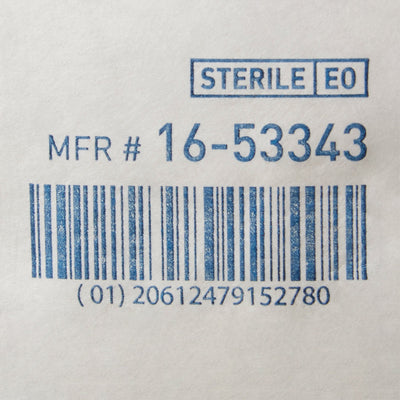 STERILE EO
MFR # 16-53343
(01)20612479152780